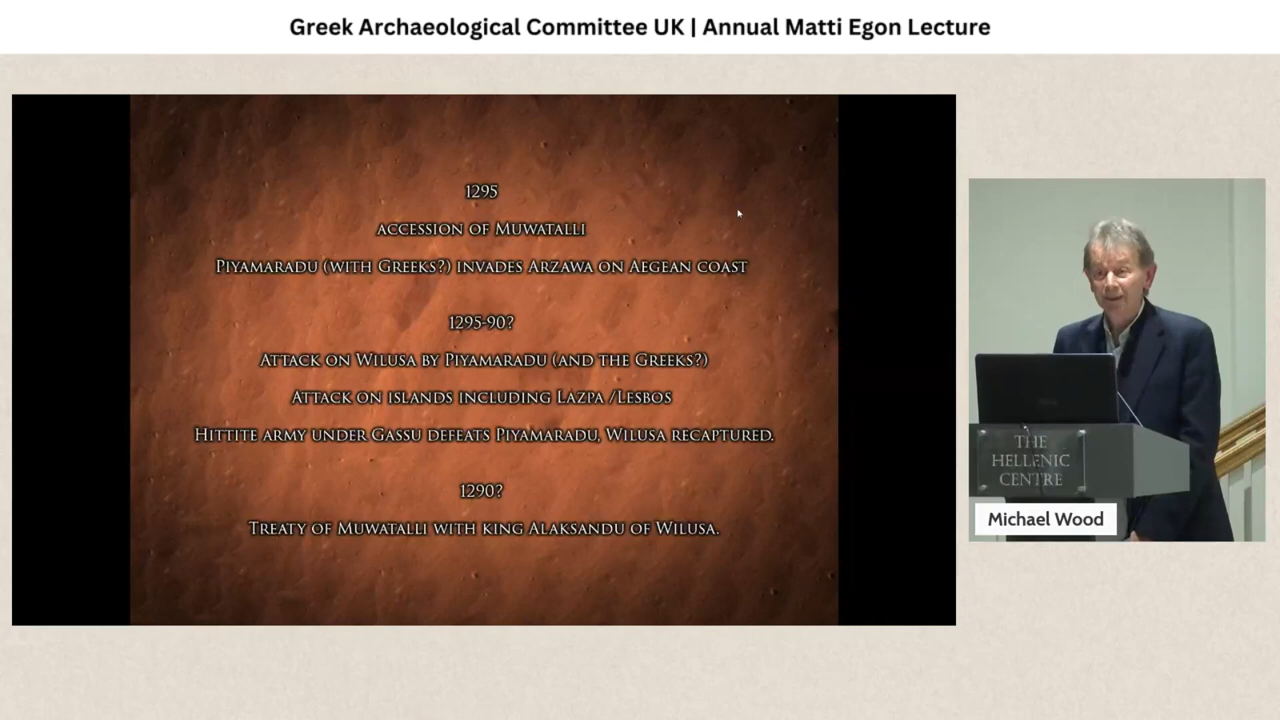 Greek Archaeological Committee UK | Annual Matti Egon Lecture
1295
ACCESSION OF MUWATALLI
PIYAMARADU (WITH GREEKS?) INVADES ARZAWA ON AEGEAN COAST
1295-90?
ATTACK ON WILUSA BY PIYAMARADU (AND THE GREEKS?)
ATTACK ON ISLANDS INCLUDING LAZPA /LESBOS
HITTITE ARMY UNDER GASSU DEFEATS PIYAMARADU, WILUSA RECAPTURED.
1290?
TREATY OF MUWATALLI WITH KING ALAKSANDU OF WILUSA.
THE
HELLENIC
CENTRE
Michael Wood